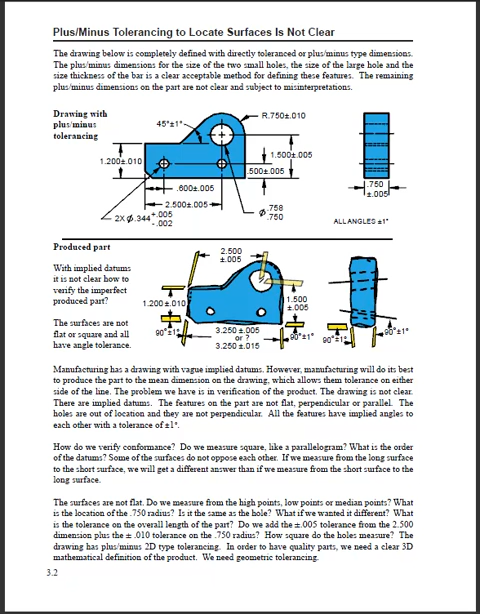 Plus/Minus Tolerancing to Locate Surfaces Is Not Clear
The drawing below is completely defined with directly toleranced or plus/minus type dimensions.
The plus/minus dimensions for the size of the two small holes, the size of the large hole and the
size thickness of the bar is a clear acceptable method for defining these features. The remaining
plus/minus dimensions on the part are not clear and subject to misinterpretations.
Drawing with
plus/minus
tolerancing
45°±1°
R.750±.010
1.200±.010
1.500±.005
.500±.005
.600±.005
2.500±.005
2X Ø.344 +.005
-.002
Ø .758
.750
.750
±.005
ALL ANGLES ±1°
Produced part
With implied datums
it is not clear how to
verify the imperfect
produced part?
The surfaces are not
flat or square and all
have angle tolerance.
2.500
±.005
1.200±.010
1.500
±.005
90°±1°
3.250 ±.005
or ?
3.250 ±.015
90°±1°
90°±1°
90°±1°
Manufacturing has a drawing with vague implied datums. However, manufacturing will do its best
to produce the part to the mean dimension on the drawing, which allows them tolerance on either
side of the line. The problem we have is in verification of the product. The drawing is not clear.
There are implied datums. The features on the part are not flat, perpendicular or parallel. The
holes are out of location and they are not perpendicular. All the features have implied angles to
each other with a tolerance of ±1°.
How do we verify conformance? Do we measure square, like a parallelogram? What is the order
of the datums? Some of the surfaces do not oppose each other. If we measure from the long surface
to the short surface, we will get a different answer than if we measure from the short surface to the
long surface.
The surfaces are not flat. Do we measure from the high points, low points or median points? What
is the location of the .750 radius? Is it the same as the hole? What if we wanted it different? What
is the tolerance on the overall length of the part? Do we add the ±.005 tolerance from the 2.500
dimension plus the ± .010 tolerance on the .750 radius? How square do the holes measure? The
drawing has plus/minus 2D type tolerancing. In order to have quality parts, we need a clear 3D
mathematical definition of the product. We need geometric tolerancing.
3.2